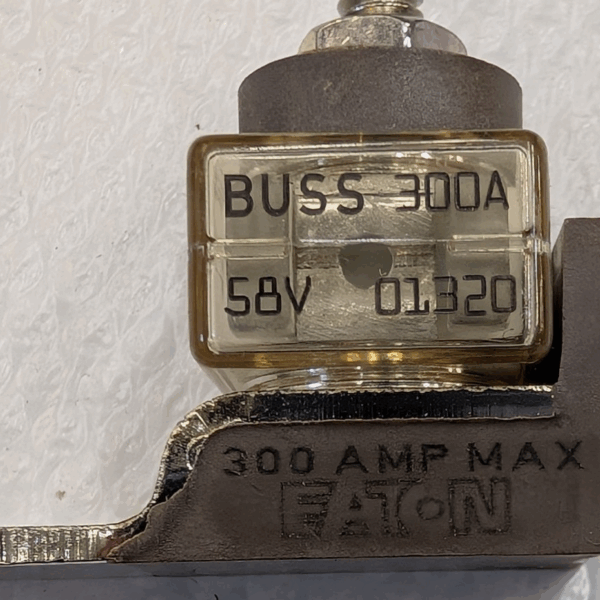 BUSS 300A
58V 01320
300 AMP MAX
EATON